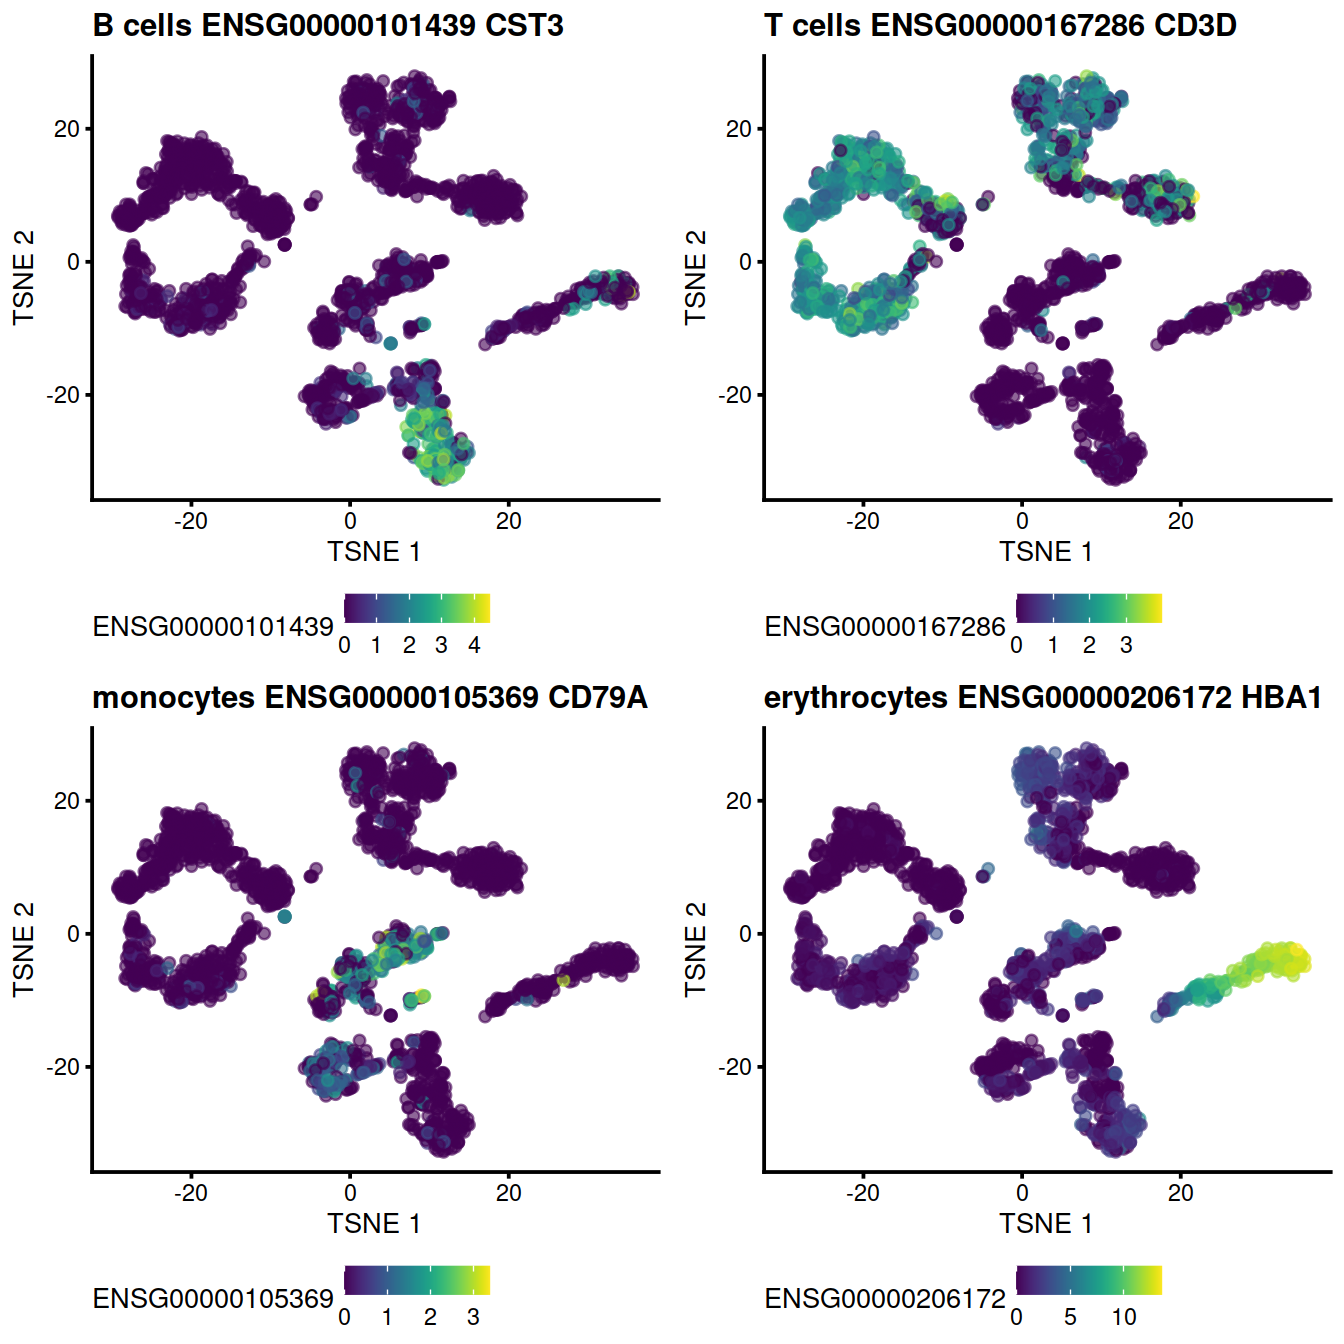 B cells ENSG00000101439 CST3
T cells ENSG00000167286 CD3D
TSNE 2
20
0
-20
-20
0
20
TSNE 1
TSNE 2
20
0
-20
-20
0
20
TSNE 1
ENSG00000101439
0 1 2 3 4
ENSG00000167286
0 1 2 3
monocytes ENSG00000105369 CD79A
erythrocytes ENSG00000206172 HBA1
TSNE 2
20
0
-20
-20
0
20
TSNE 1
TSNE 2
20
0
-20
-20
0
20
TSNE 1
ENSG00000105369
0 1 2 3
ENSG00000206172
0 5 10